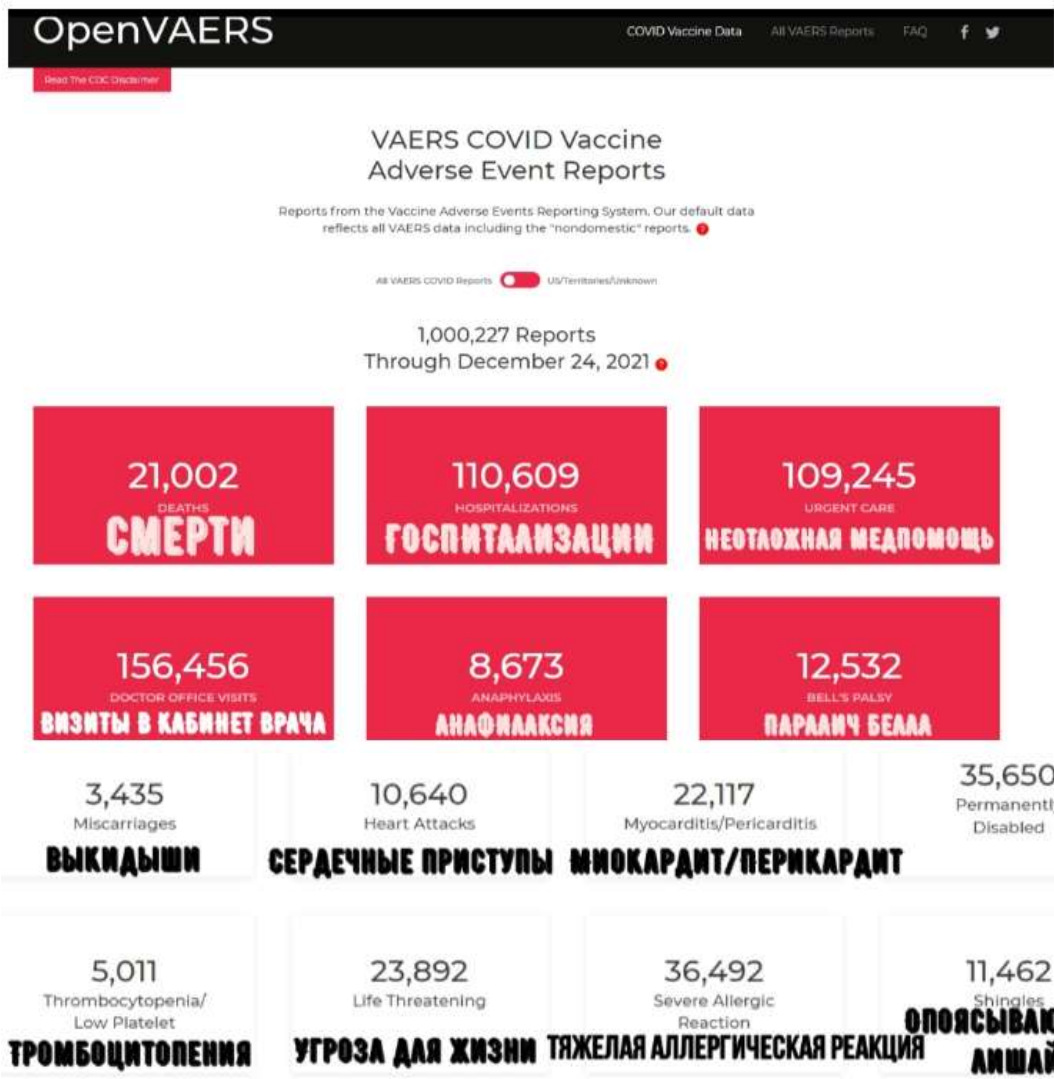 OpenVAERS
COVID Vaccine Data All VAERS Reports FAQ
Read The CDC Disclaimer
VAERS COVID Vaccine
Adverse Event Reports
Reports from the Vaccine Adverse Events Reporting System. Our default data
reflects all VAERS data including the "nondomestic" reports. ?
All VAERS COVID Reports US/Territories/Unknown
1,000,227 Reports
Through December 24, 2021 ?
21,002
DEATHS
СМЕРТИ
110,609
HOSPITALIZATIONS
ГОСПИТАЛИЗАЦИИ
109,245
URGENT CARE
НЕОТЛОЖНАЯ МЕДПОМОЩЬ
156,456
DOCTOR OFFICE VISITS
ВИЗИТЫ В КАБИНЕТ ВРАЧА
8,673
ANAPHYLAXIS
АНАФИЛАКСИЯ
12,532
BELL'S PALSY
ПАРАЛИЧ БЕЛЛА
3,435
Miscarriages
ВЫКИДЫШИ
10,640
Heart Attacks
СЕРДЕЧНЫЕ ПРИСТУПЫ
22,117
Myocarditis/Pericarditis
МИОКАРДИТ/ПЕРИКАРДИТ
35,650
Permanently
Disabled
5,011
Thrombocytopenia/
Low Platelet
ТРОМБОЦИТОПЕНИЯ
23,892
Life Threatening
УГРОЗА ДЛЯ ЖИЗНИ
36,492
Severe Allergic
Reaction
ТЯЖЕЛАЯ АЛЛЕРГИЧЕСКАЯ РЕАКЦИЯ
11,462
Shingles
ЛИШАЙ